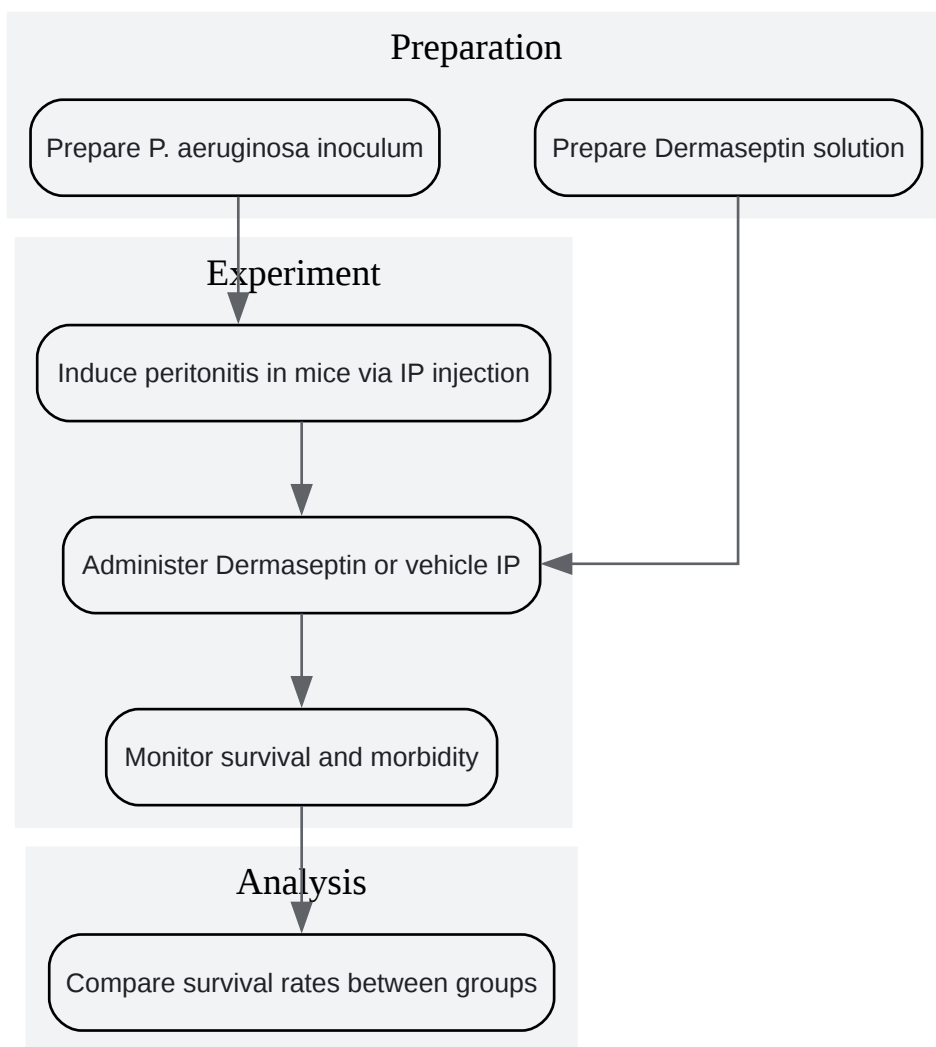 Preparation
Prepare P. aeruginosa inoculum
Prepare Dermaseptin solution
Experiment
Induce peritonitis in mice via IP injection
Administer Dermaseptin or vehicle IP
Monitor survival and morbidity
Analysis
Compare survival rates between groups